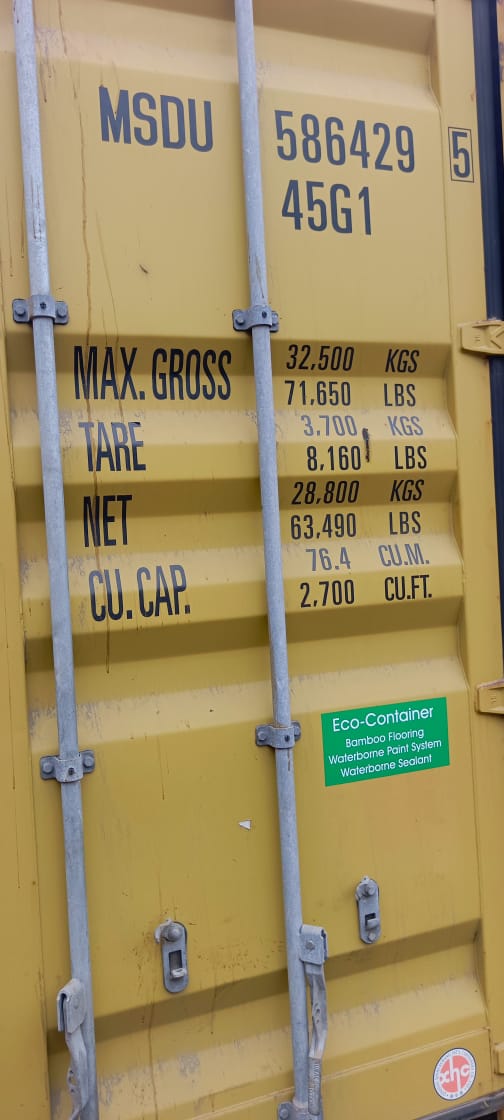 MSDU 586429 5
45G1
MAX. GROSS 32,500 KGS
71,650 LBS
TARE 3,700 KGS
8,160 LBS
NET 28,800 KGS
63,490 LBS
CU. CAP. 76.4 CU.M.
2,700 CU.FT.
Eco-Container
Bamboo Flooring
Waterborne Paint System
Waterborne Sealant